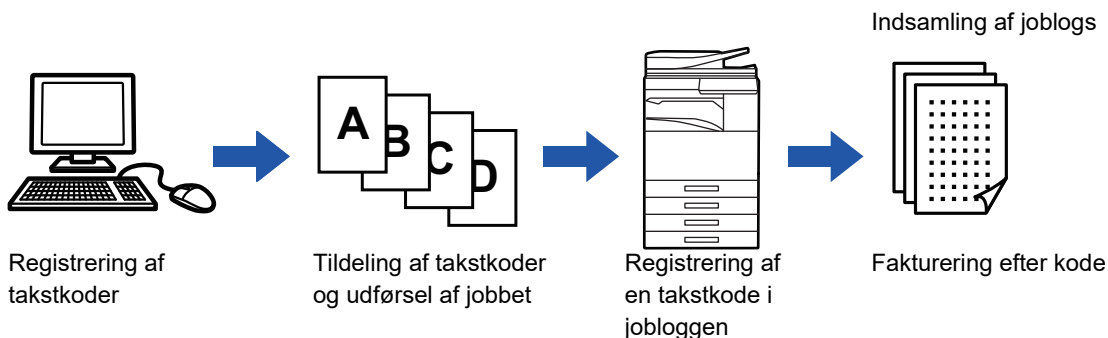 Indsamling af joblogs
A
B
C
D
Registrering af
takstkoder
Tildeling af takstkoder
og udførsel af jobbet
Registrering af
en takstkode i
jobloggen
Fakturering efter kode